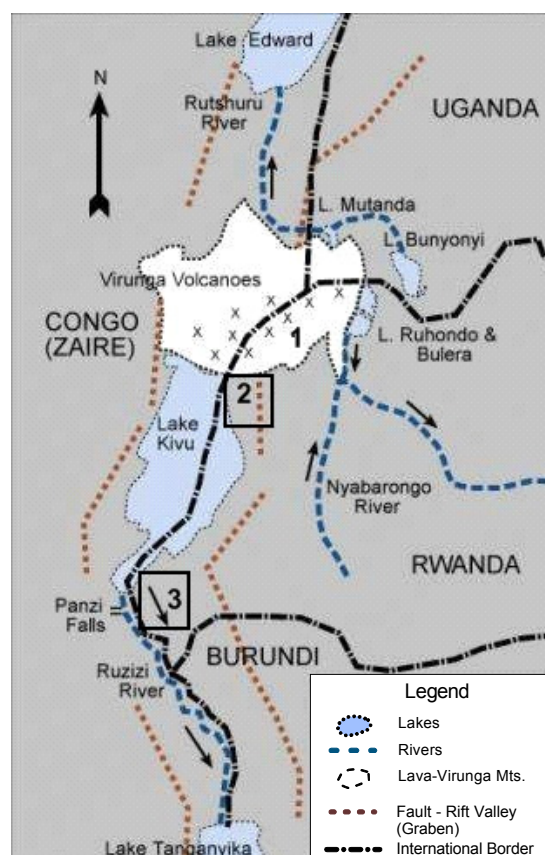 Lake Edward
N
Rutshuru
River
UGANDA
L. Mutanda
L. Bunyonyi
Virunga Volcanoes
x x x x x x x x x x
CONGO
(ZAIRE)
1
L. Ruhondo &
Bulera
2
Lake
Kivu
Nyabarongo
River
RWANDA
3
Panzi
Falls
BURUNDI
Ruzizi
River
Lake Tanganyika
Legend
Lakes
Rivers
Lava-Virunga Mts.
Fault - Rift Valley
(Graben)
International Border